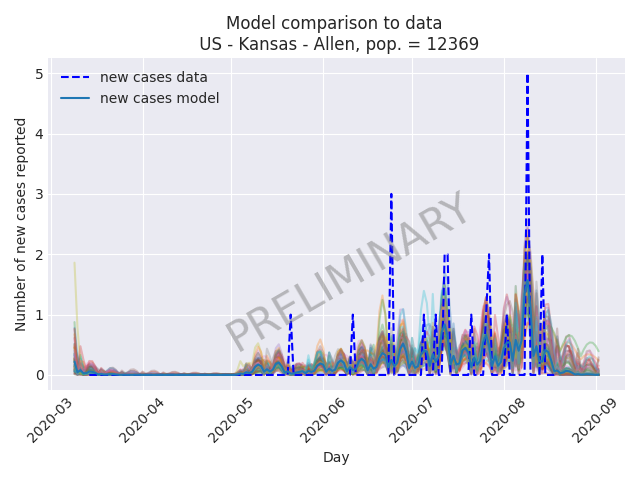 Model comparison to data
US - Kansas - Allen, pop. = 12369
new cases data
new cases model
Number of new cases reported
5
4
3
2
1
0
PRELIMINARY
2020-03
2020-04
2020-05
2020-06
2020-07
2020-08
2020-09
Day